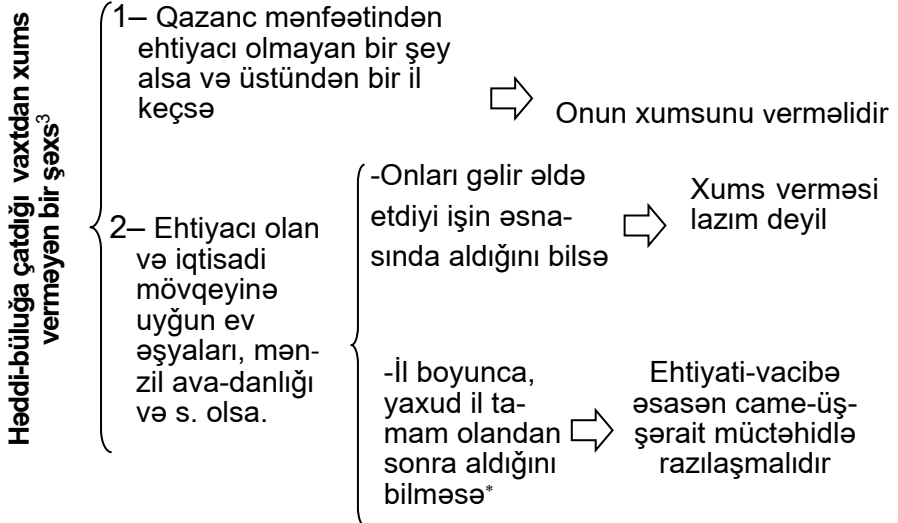 Həddi-büluğa çatdığı vaxtdan xums
verməyən bir şəxs³
1– Qazanc mənfəətindən
ehtiyacı olmayan bir şey
alsa və üstündən bir il
keçsə
Onun xumsunu verməlidir
2– Ehtiyacı olan
və iqtisadi
mövqeyinə
uyğun ev
əşyaları, mən-
zil ava-danlığı
və s. olsa.
-Onları gəlir əldə
etdiyi işin əsna-
sında aldığını bilsə
Xums verməsi
lazım deyil
-İl boyunca,
yaxud il ta-
mam olandan
sonra aldığını
bilməsə*
Ehtiyati-vacibə
əsasən came-üş-
şərait müctəhidlə
razılaşmalıdır